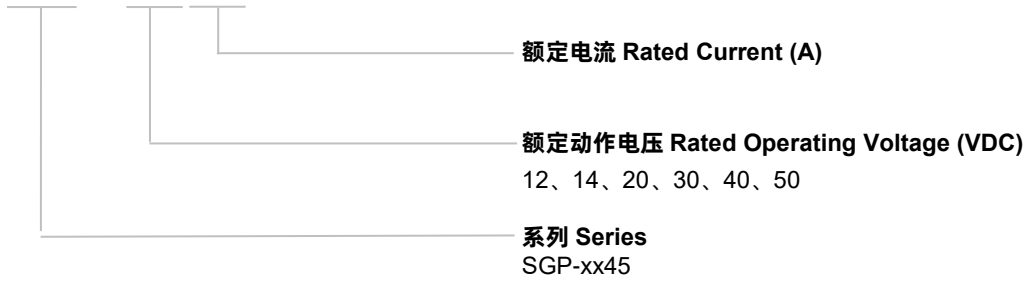 额定电流 Rated Current (A)
额定动作电压 Rated Operating Voltage (VDC)
12、14、20、30、40、50
系列 Series
SGP-xx45